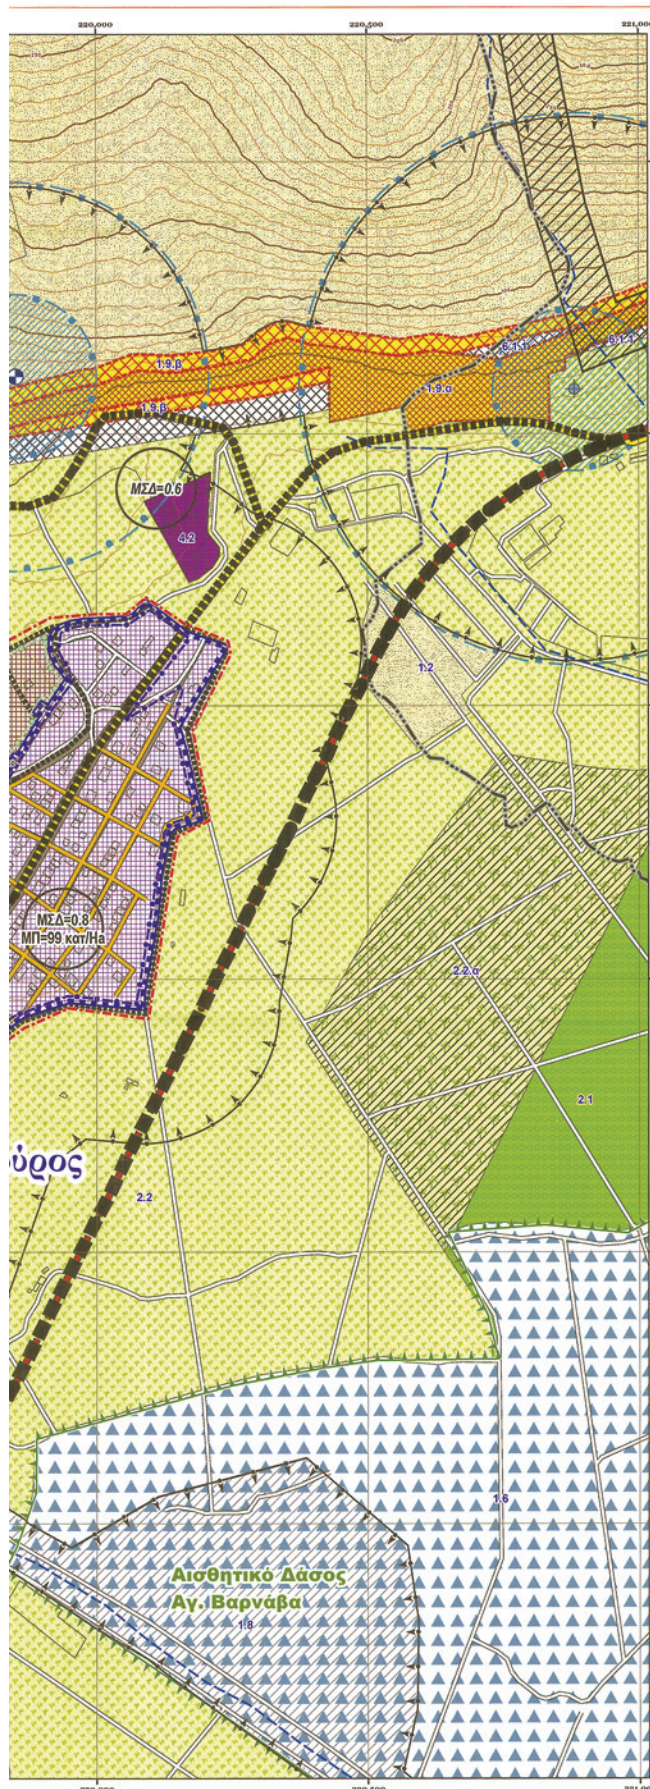 220,000 220,500 221,000
6.1.1
6.1.1
1.9.β
1.9.α
1.9.β
ΜΣΔ=0.6
4.2
1.2
ΜΣΔ=0.8
ΜΠ=99 κατ/Ha
2.2.α
2.1
ύρος
2.2
1.6
Αισθητικό Δάσος
Αγ. Βαρνάβα
1.8